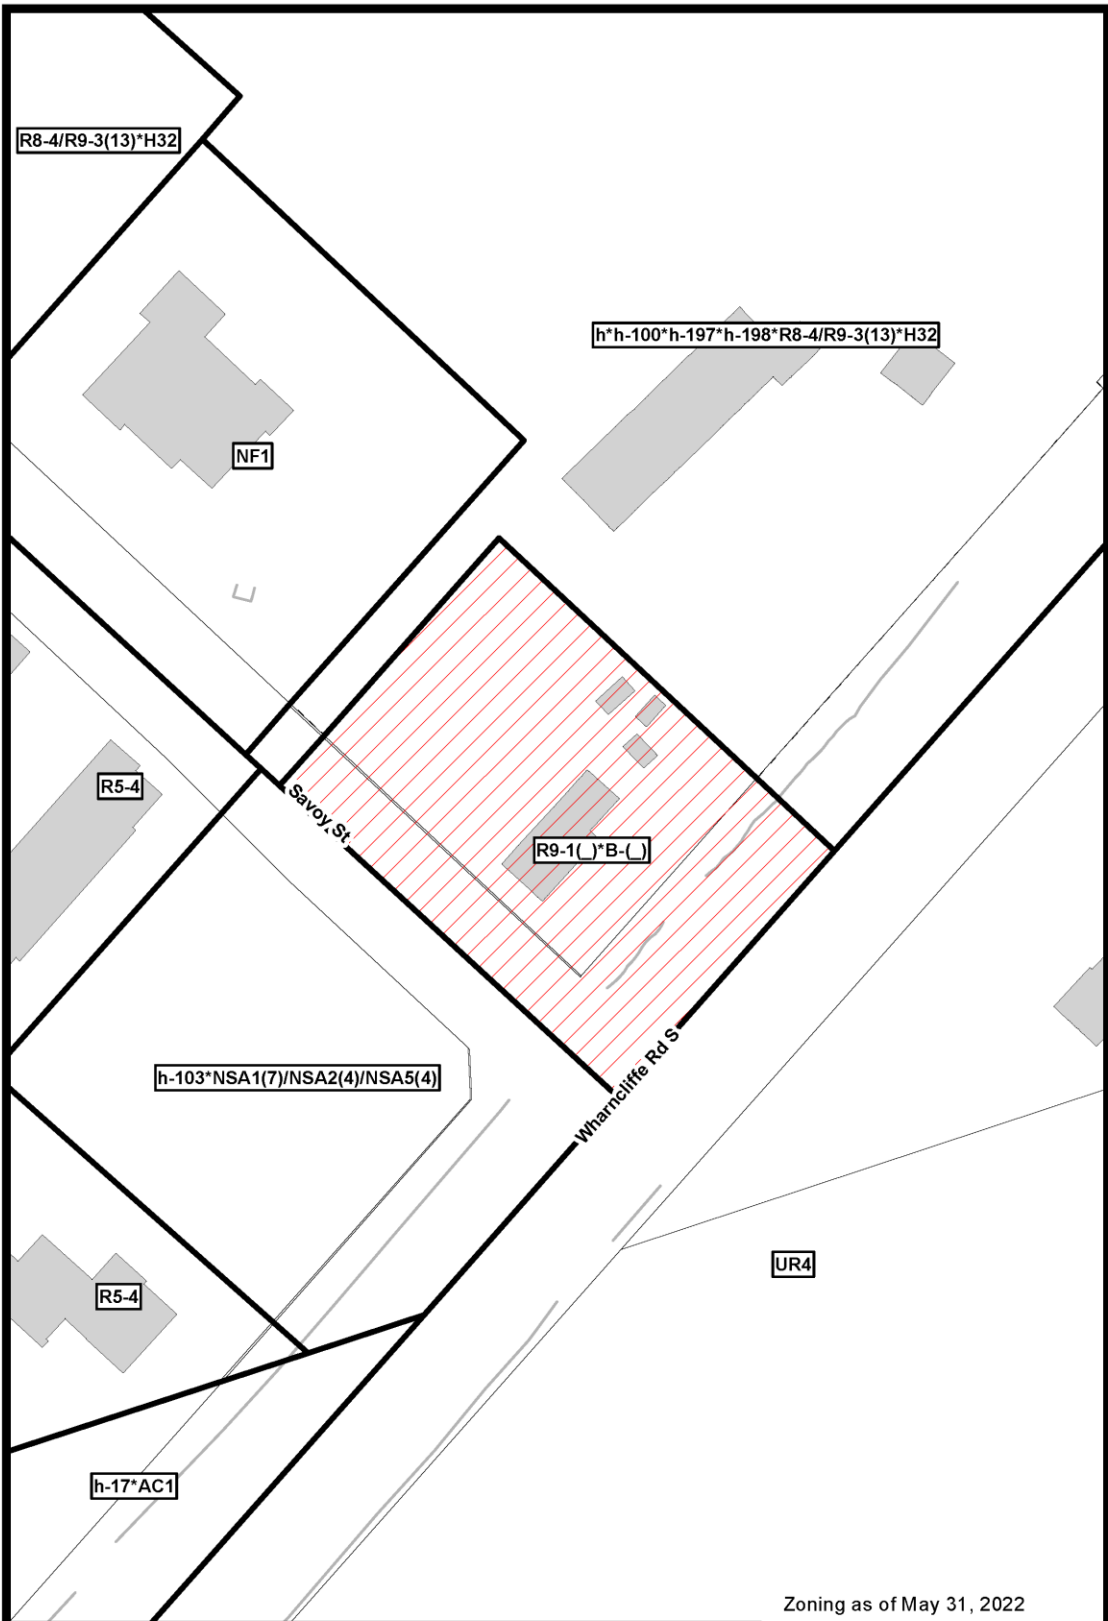 R8-4/R9-3(13)*H32
h*h-100*h-197*h-198*R8-4/R9-3(13)*H32
NF1
R5-4
Savoy St
R9-1(_)*B-(_)
Wharncliffe Rd S
h-103*NSA1(7)/NSA2(4)/NSA5(4)
UR4
R5-4
h-17*AC1
Zoning as of May 31, 2022